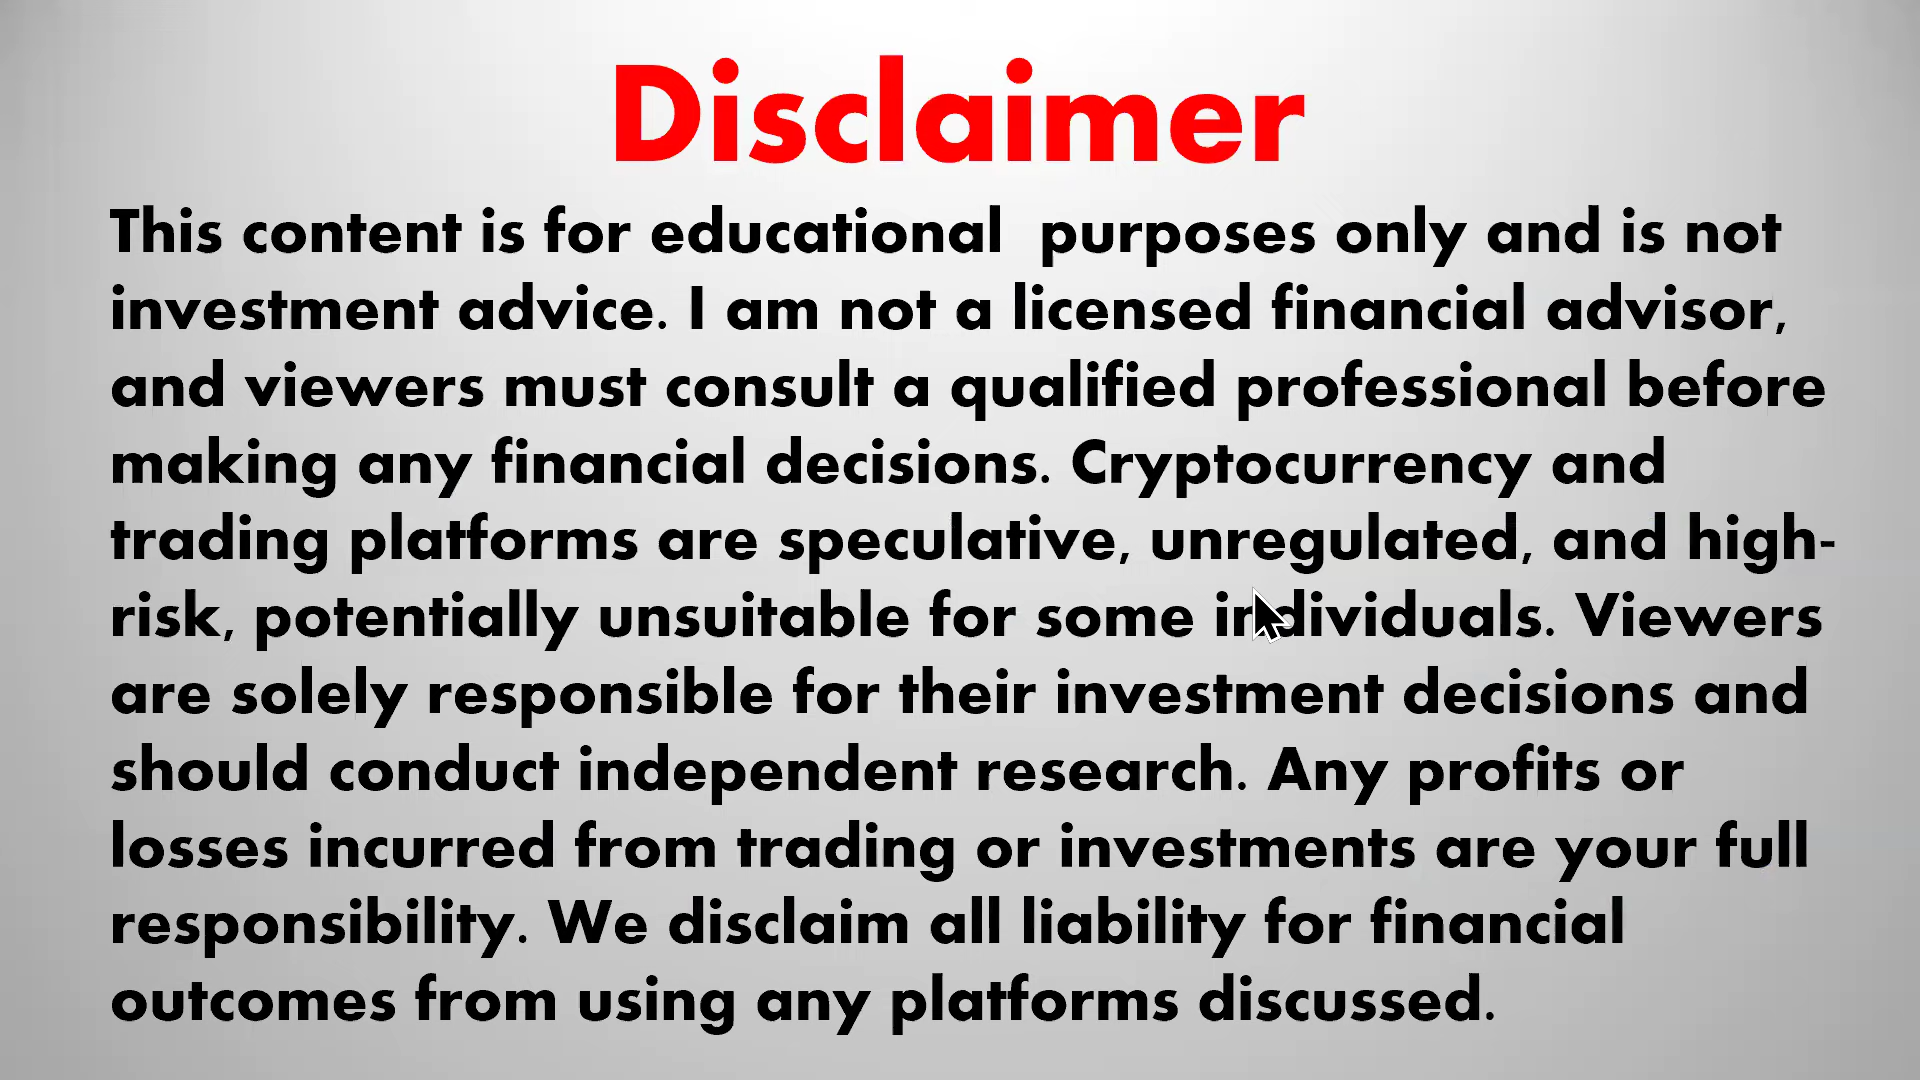 Disclaimer
This content is for educational  purposes only and is not
investment advice. I am not a licensed financial advisor,
and viewers must consult a qualified professional before
making any financial decisions. Cryptocurrency and
trading platforms are speculative, unregulated, and high-
risk, potentially unsuitable for some individuals. Viewers
are solely responsible for their investment decisions and
should conduct independent research. Any profits or
losses incurred from trading or investments are your full
responsibility. We disclaim all liability for financial
outcomes from using any platforms discussed.